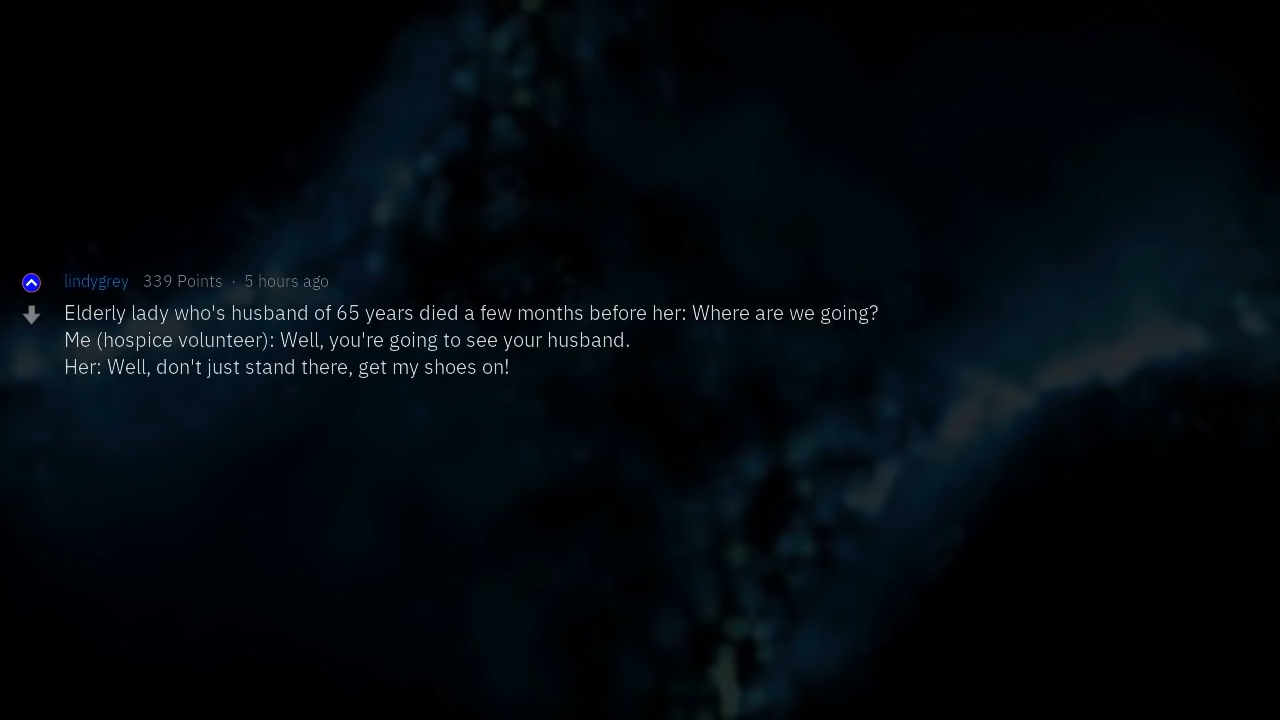 lindygrey 339 Points · 5 hours ago
Elderly lady who's husband of 65 years died a few months before her: Where are we going?
Me (hospice volunteer): Well, you're going to see your husband.
Her: Well, don't just stand there, get my shoes on!